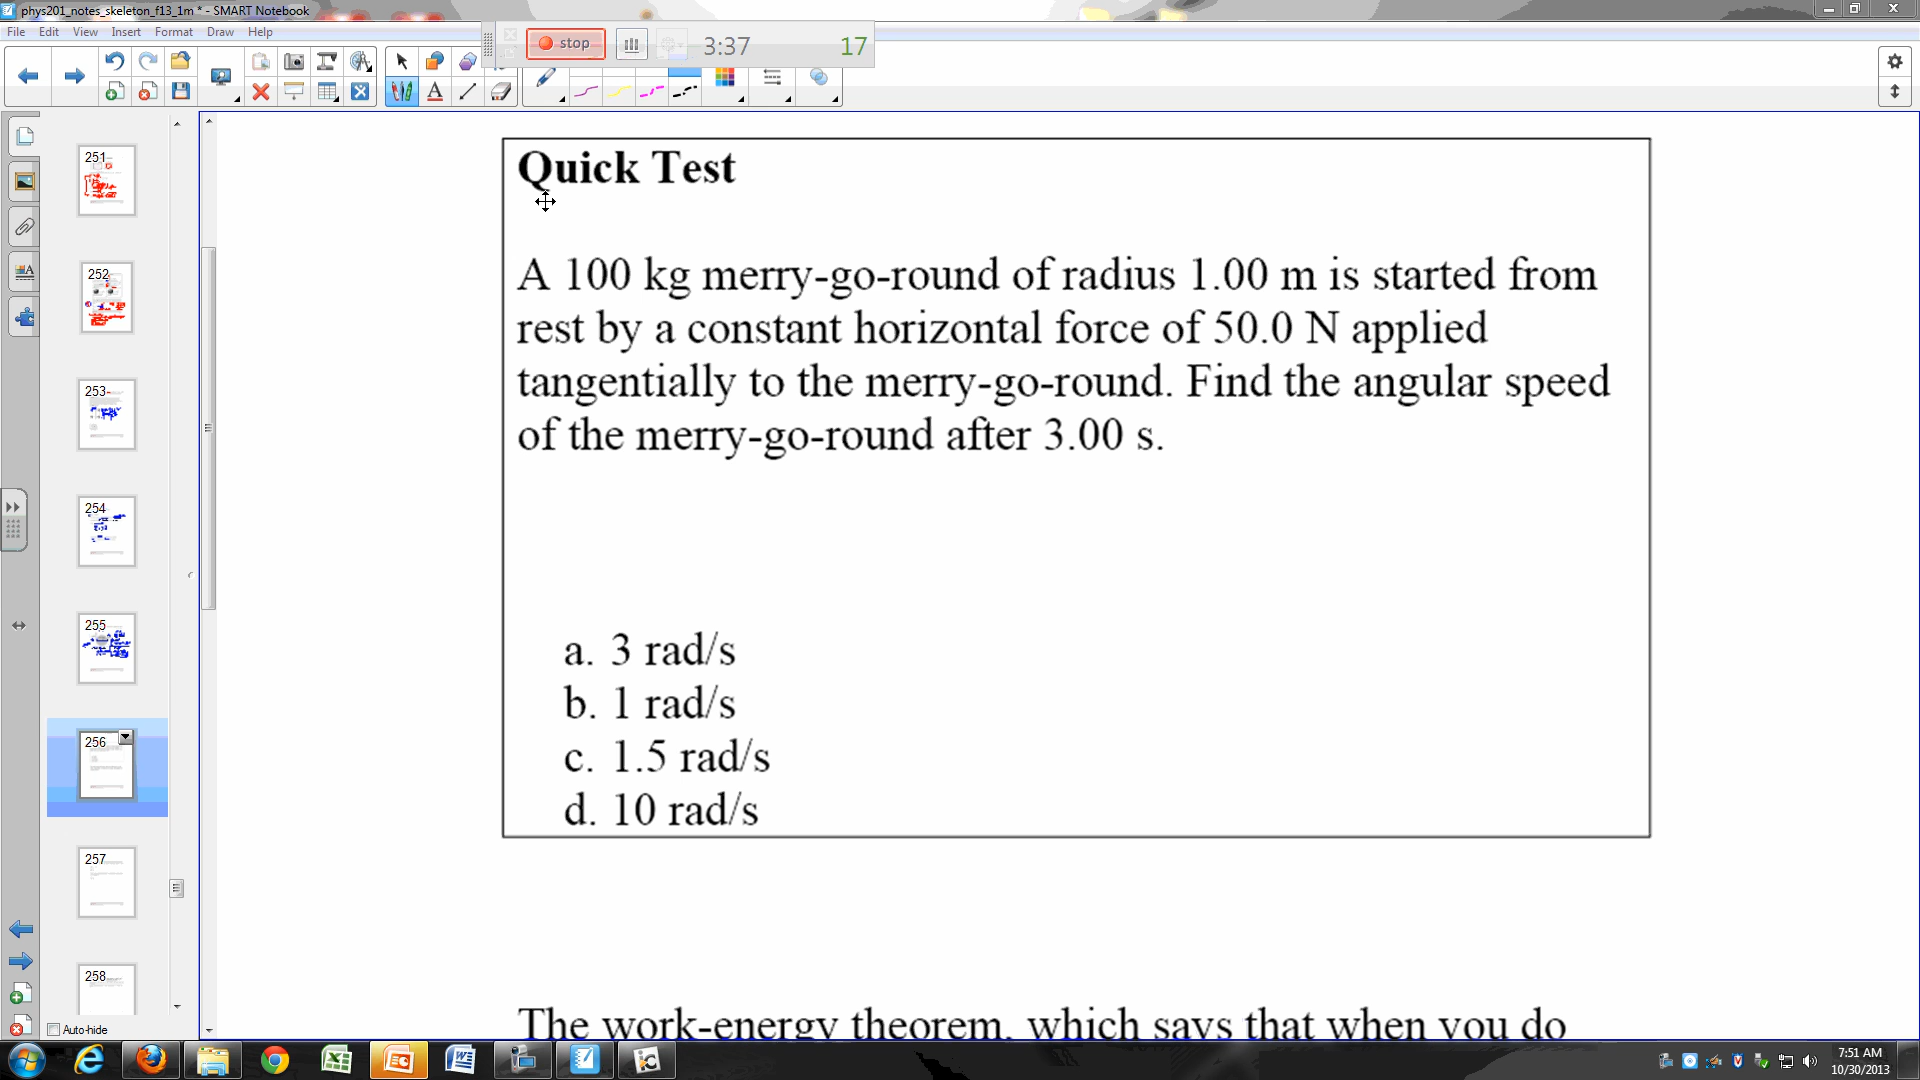 phys201_notes_skeleton_f13_1m * - SMART Notebook
File Edit View Insert Format Draw Help
stop 3:37 17
251
252
253
254
255
256
257
258
Auto-hide
Quick Test
A 100 kg merry-go-round of radius 1.00 m is started from
rest by a constant horizontal force of 50.0 N applied
tangentially to the merry-go-round. Find the angular speed
of the merry-go-round after 3.00 s.
a. 3 rad/s
b. 1 rad/s
c. 1.5 rad/s
d. 10 rad/s
The work-energy theorem, which says that when you do
7:51 AM
10/30/2013